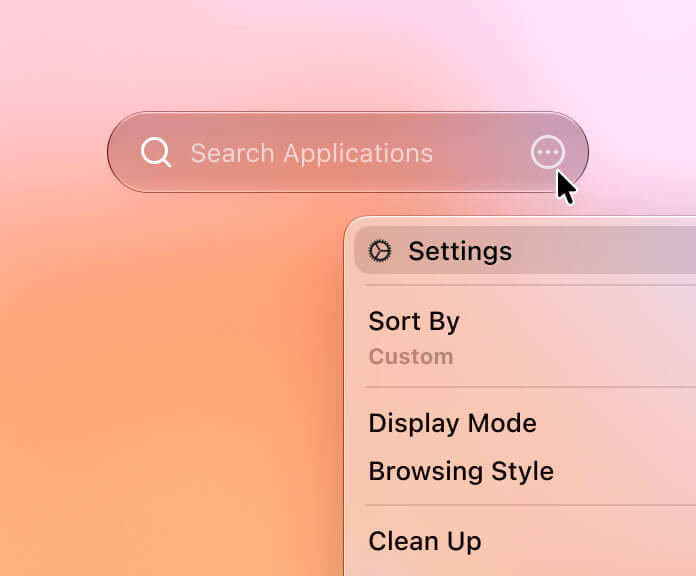 Search Applications
Settings
Sort By
Custom
Display Mode
Browsing Style
Clean Up